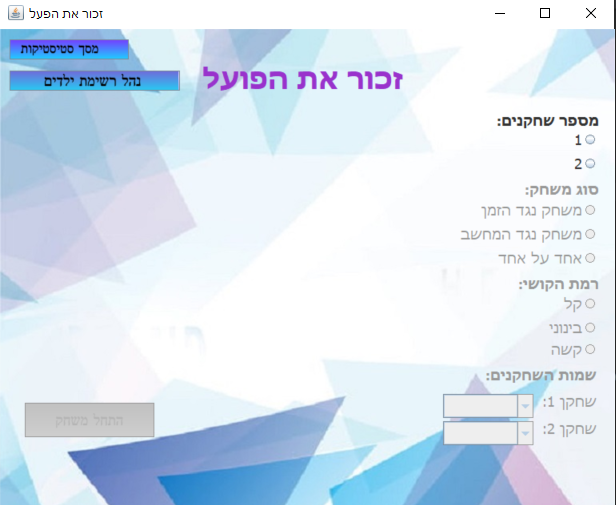 זכור את הפעל
מסך סטיסטיקות
נהל רשימת ילדים
זכור את הפועל
מספר שחקנים:
1
2
סוג משחק:
משחק נגד הזמן
משחק נגד המחשב
אחד על אחד
רמת הקושי:
קל
בינוני
קשה
שמות השחקנים:
שחקן 1:
שחקן 2:
התחל משחק